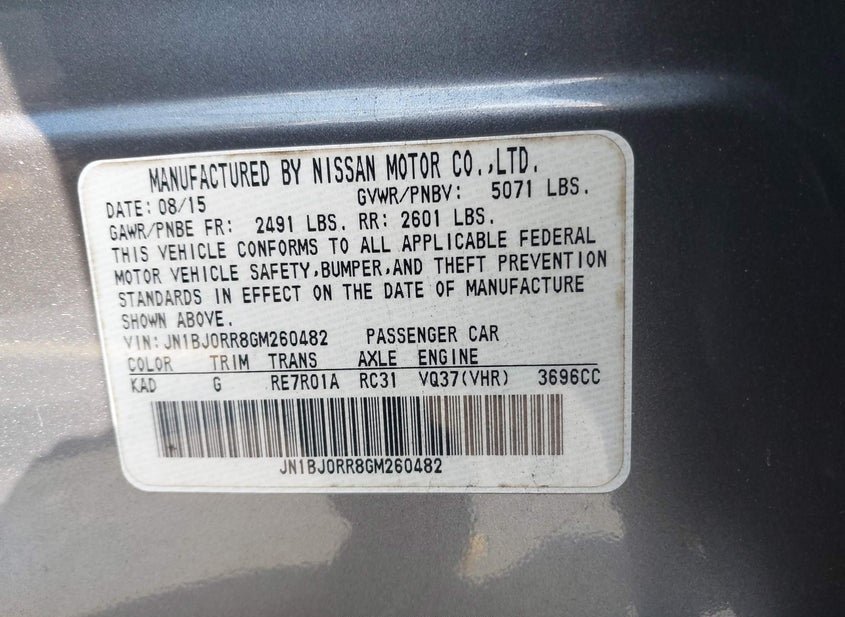 MANUFACTURED BY NISSAN MOTOR CO.,LTD.
DATE: 08/15 GVWR/PNBV: 5071 LBS.
GAWR/PNBE FR: 2491 LBS. RR: 2601 LBS.
THIS VEHICLE CONFORMS TO ALL APPLICABLE FEDERAL
MOTOR VEHICLE SAFETY,BUMPER,AND THEFT PREVENTION
STANDARDS IN EFFECT ON THE DATE OF MANUFACTURE
SHOWN ABOVE.
VIN:JN1BJ0RR8GM260482 PASSENGER CAR
COLOR TRIM TRANS AXLE ENGINE
KAD G RE7R01A RC31 VQ37(VHR) 3696CC
JN1BJ0RR8GM260482